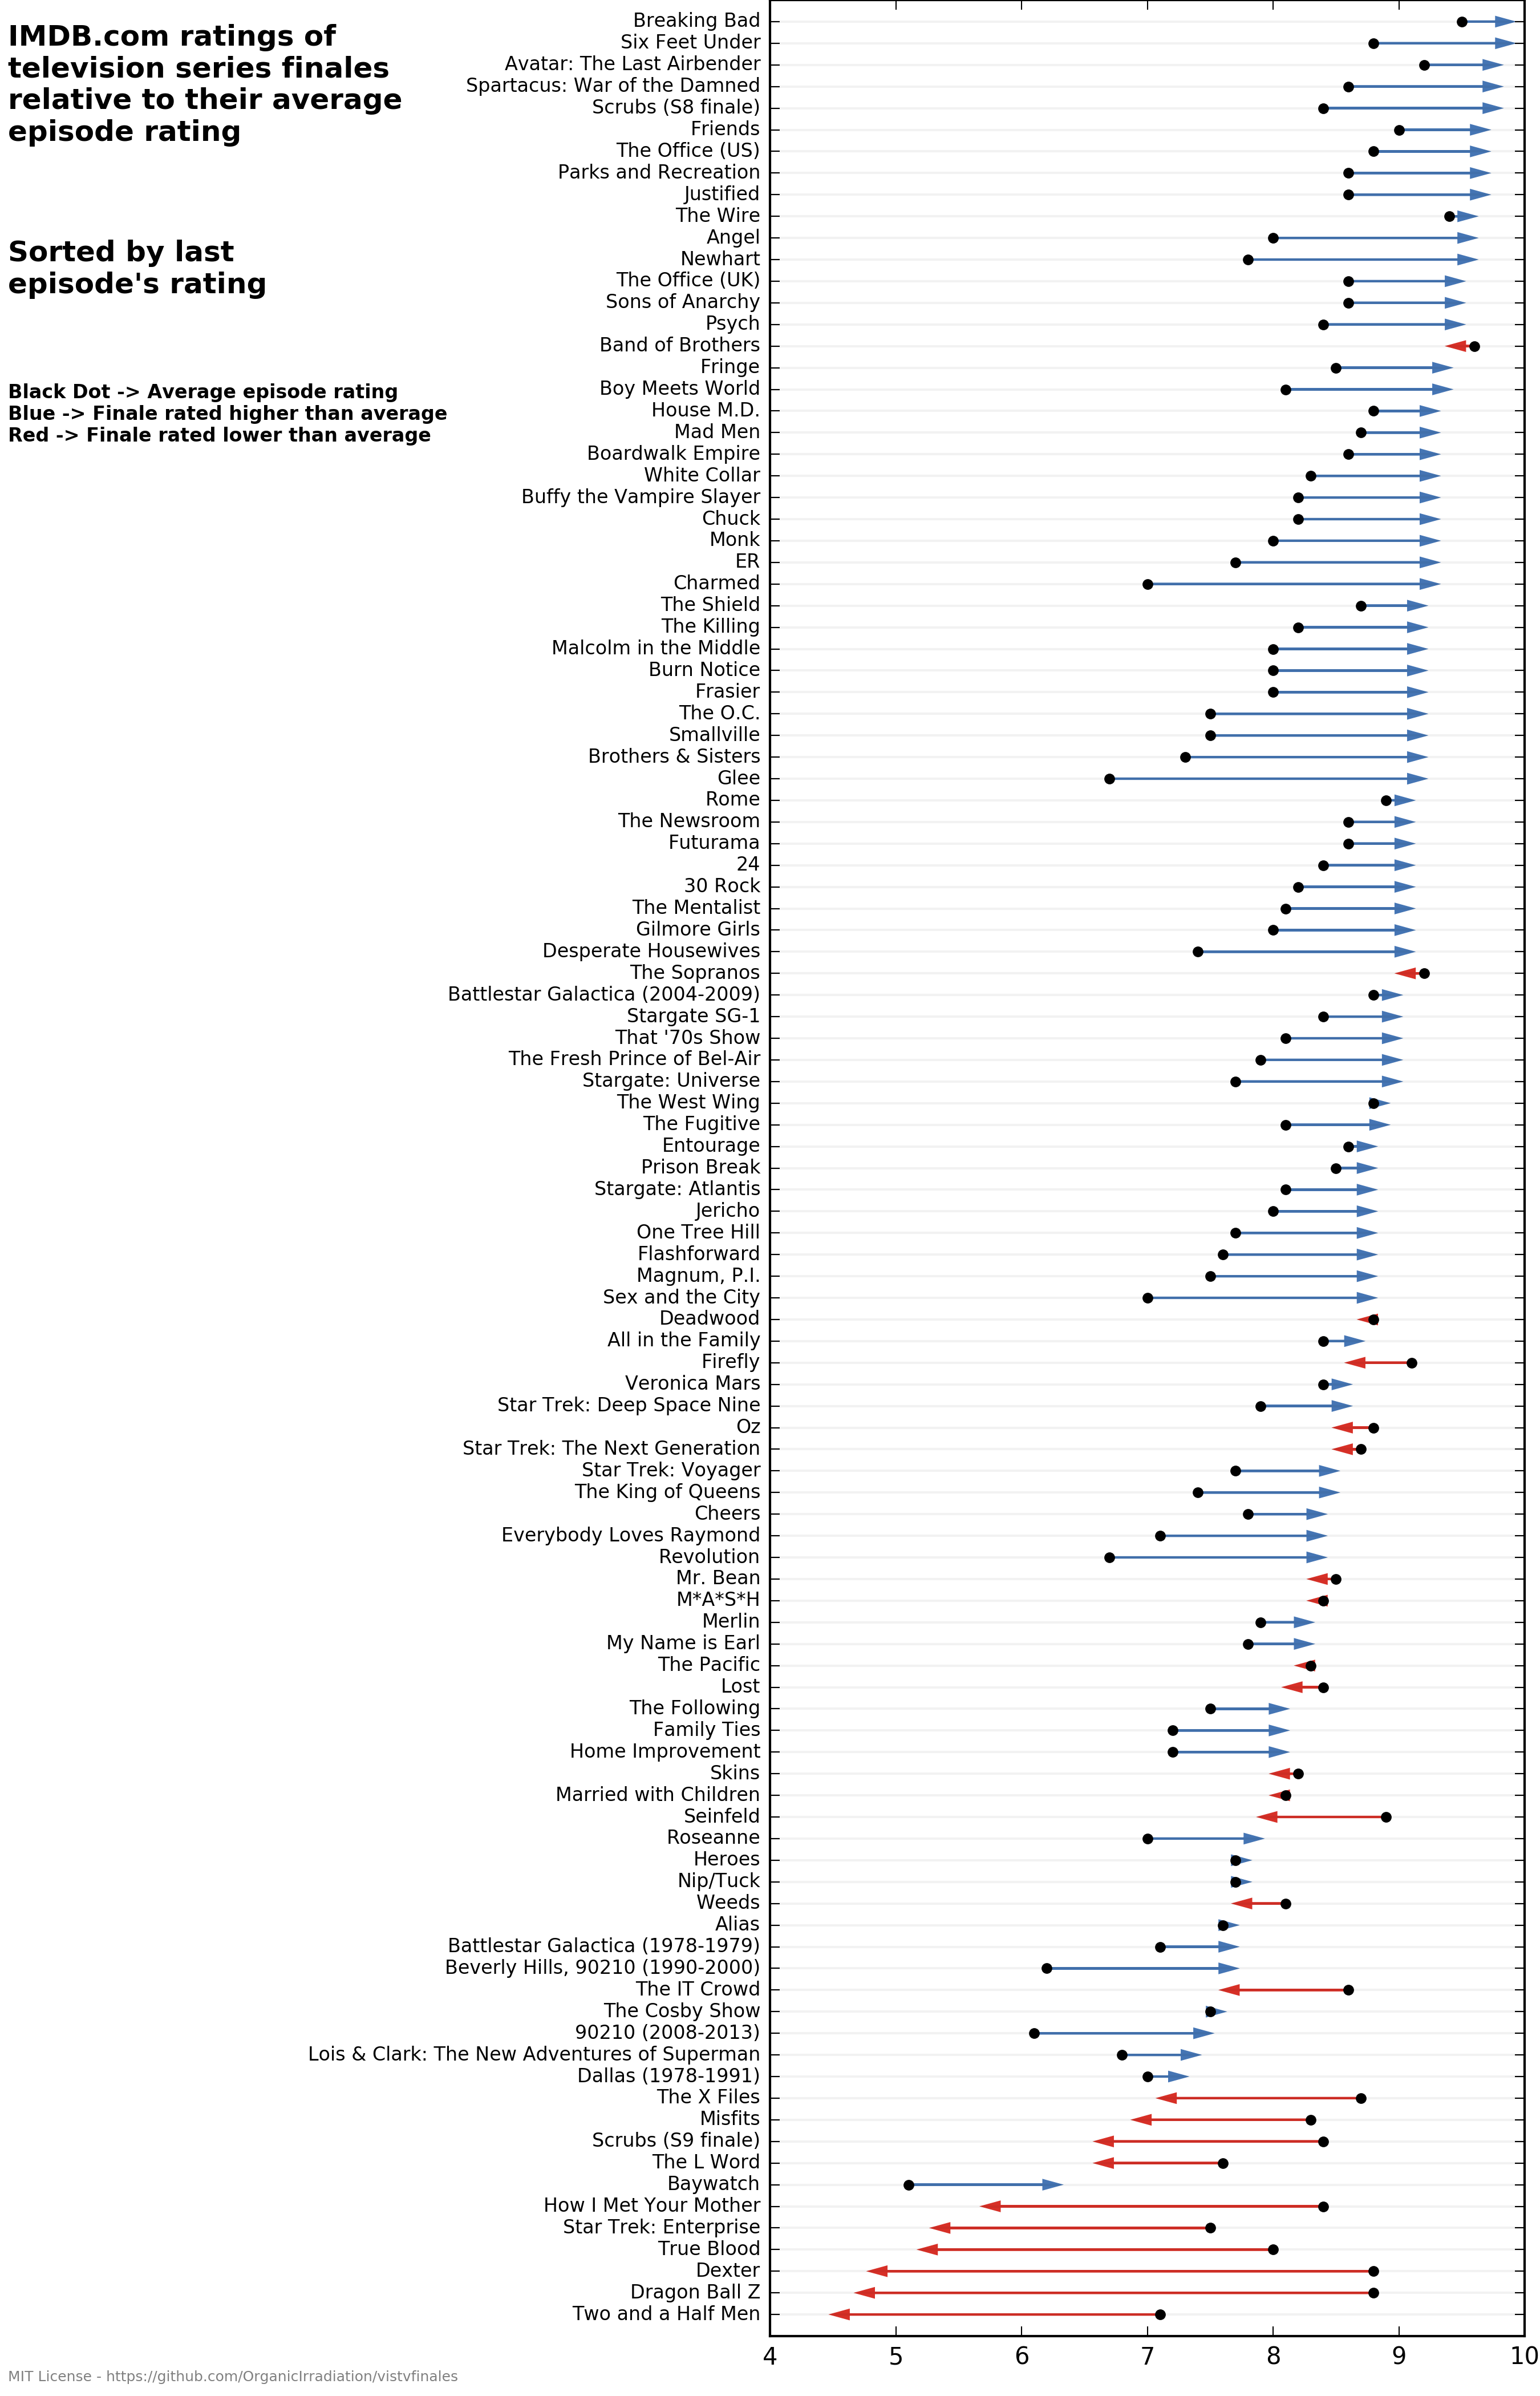 IMDB.com ratings of
television series finales
relative to their average
episode rating
Sorted by last
episode's rating
Black Dot -> Average episode rating
Blue -> Finale rated higher than average
Red -> Finale rated lower than average
Breaking Bad
Six Feet Under
Avatar: The Last Airbender
Spartacus: War of the Damned
Scrubs (S8 finale)
Friends
The Office (US)
Parks and Recreation
Justified
The Wire
Angel
Newhart
The Office (UK)
Sons of Anarchy
Psych
Band of Brothers
Fringe
Boy Meets World
House M.D.
Mad Men
Boardwalk Empire
White Collar
Buffy the Vampire Slayer
Chuck
Monk
ER
Charmed
The Shield
The Killing
Malcolm in the Middle
Burn Notice
Frasier
The O.C.
Smallville
Brothers & Sisters
Glee
Rome
The Newsroom
Futurama
24
30 Rock
The Mentalist
Gilmore Girls
Desperate Housewives
The Sopranos
Battlestar Galactica (2004-2009)
Stargate SG-1
That '70s Show
The Fresh Prince of Bel-Air
Stargate: Universe
The West Wing
The Fugitive
Entourage
Prison Break
Stargate: Atlantis
Jericho
One Tree Hill
Flashforward
Magnum, P.I.
Sex and the City
Deadwood
All in the Family
Firefly
Veronica Mars
Star Trek: Deep Space Nine
Oz
Star Trek: The Next Generation
Star Trek: Voyager
The King of Queens
Cheers
Everybody Loves Raymond
Revolution
Mr. Bean
M*A*S*H
Merlin
My Name is Earl
The Pacific
Lost
The Following
Family Ties
Home Improvement
Skins
Married with Children
Seinfeld
Roseanne
Heroes
Nip/Tuck
Weeds
Alias
Battlestar Galactica (1978-1979)
Beverly Hills, 90210 (1990-2000)
The IT Crowd
The Cosby Show
90210 (2008-2013)
Lois & Clark: The New Adventures of Superman
Dallas (1978-1991)
The X Files
Misfits
Scrubs (S9 finale)
The L Word
Baywatch
How I Met Your Mother
Star Trek: Enterprise
True Blood
Dexter
Dragon Ball Z
Two and a Half Men
4 5 6 7 8 9 10
MIT License - https://github.com/OrganicIrradiation/vistvfinales